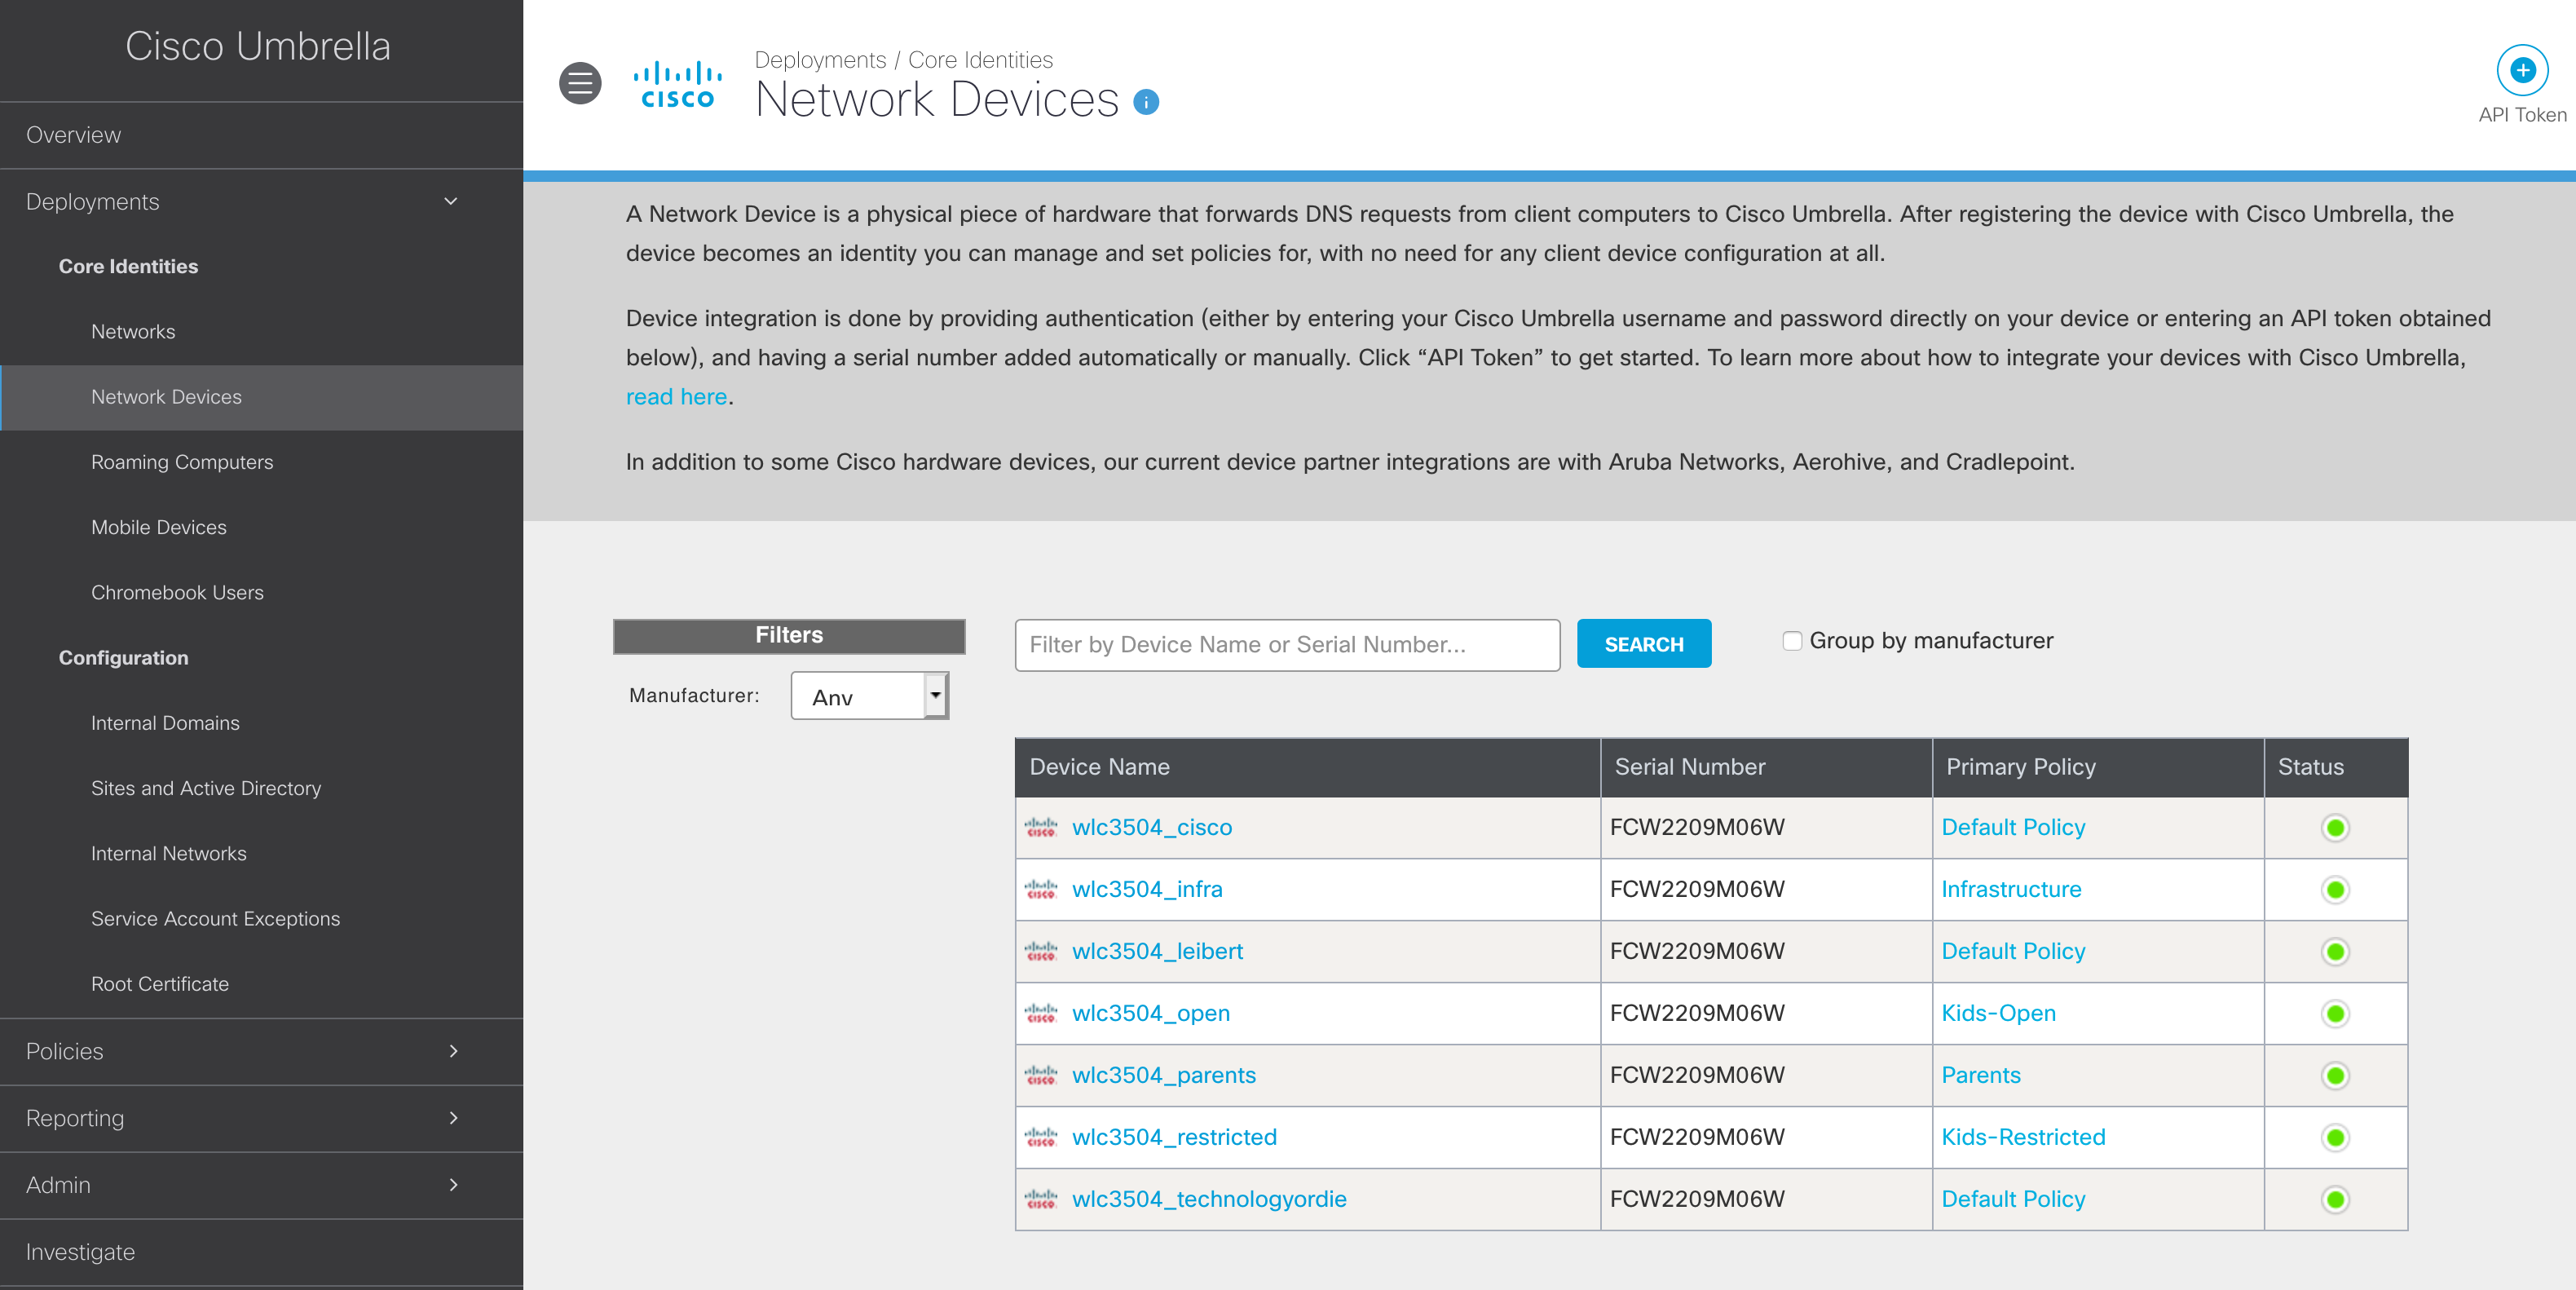 Cisco Umbrella
Overview
Deployments
Core Identities
Networks
Network Devices
Roaming Computers
Mobile Devices
Chromebook Users
Configuration
Internal Domains
Sites and Active Directory
Internal Networks
Service Account Exceptions
Root Certificate
Policies
Reporting
Admin
Investigate
CISCO
Deployments / Core Identities
Network Devices
API Token
A Network Device is a physical piece of hardware that forwards DNS requests from client computers to Cisco Umbrella. After registering the device with Cisco Umbrella, the
device becomes an identity you can manage and set policies for, with no need for any client device configuration at all.
Device integration is done by providing authentication (either by entering your Cisco Umbrella username and password directly on your device or entering an API token obtained
below), and having a serial number added automatically or manually. Click “API Token” to get started. To learn more about how to integrate your devices with Cisco Umbrella,
read here.
In addition to some Cisco hardware devices, our current device partner integrations are with Aruba Networks, Aerohive, and Cradlepoint.
Filters
Manufacturer: Any
Filter by Device Name or Serial Number... SEARCH Group by manufacturer
Device Name Serial Number Primary Policy Status
CISCO wlc3504_cisco FCW2209M06W Default Policy
CISCO wlc3504_infra FCW2209M06W Infrastructure
CISCO wlc3504_leibert FCW2209M06W Default Policy
CISCO wlc3504_open FCW2209M06W Kids-Open
CISCO wlc3504_parents FCW2209M06W Parents
CISCO wlc3504_restricted FCW2209M06W Kids-Restricted
CISCO wlc3504_technologyordie FCW2209M06W Default Policy